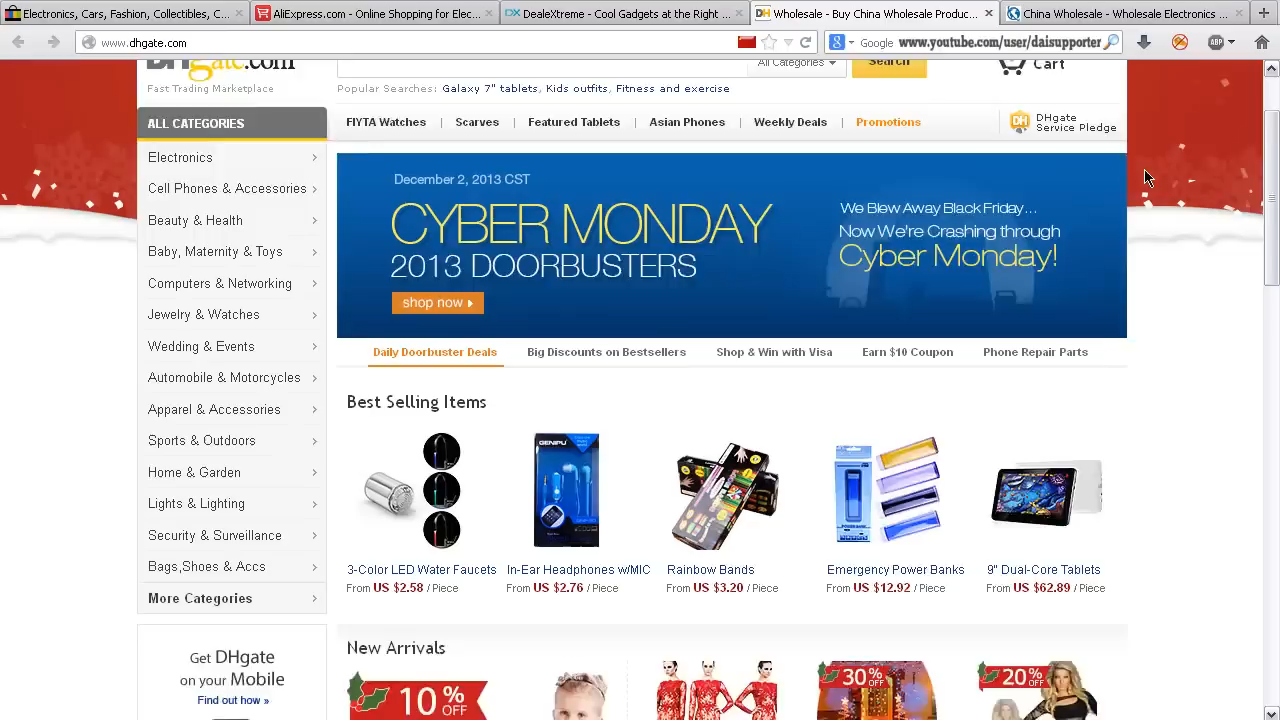 Electronics, Cars, Fashion, Collectibles, C...
AliExpress.com - Online Shopping for Elec...
DealeXtreme - Cool Gadgets at the Right ...
Wholesale - Buy China Wholesale Produc...
China Wholesale - Wholesale Electronics ...
www.dhgate.com
Google
www.youtube.com/user/daisupporter
ABP
DHgate.com
Fair Trading Marketplace
All Categories
Search
Cart
Popular Searches: Galaxy 7" tablets, Kids outfits, Fitness and exercise
ALL CATEGORIES
FIYTA Watches
Scarves
Featured Tablets
Asian Phones
Weekly Deals
Promotions
DHgate
Service Pledge
Electronics
Cell Phones & Accessories
Beauty & Health
Baby, Maternity & Toys
Computers & Networking
Jewelry & Watches
Wedding & Events
Automobile & Motorcycles
Apparel & Accessories
Sports & Outdoors
Home & Garden
Lights & Lighting
& Surveillance
Bags,Shoes & Accs
More Categories
Get DHgate
on your Mobile
Find out how »
December 2, 2013 CST
CYBER MONDAY
2013 DOORBUSTERS
shop now
We Blew Away Black Friday...
Now We're Crashing through
Cyber Monday!
Daily Doorbuster Deals
Big Discounts on Bestsellers
Shop & Win with Visa
Earn $10 Coupon
Phone Repair Parts
Best Selling Items
GENIPU
POWER BANK
3-Color LED Water Faucets
From US $2.58 / Piece
In-Ear Headphones w/MIC
From US $2.76 / Piece
Rainbow Bands
From US $3.20 / Piece
Emergency Power Banks
From US $12.92 / Piece
9" Dual-Core Tablets
From US $62.89 / Piece
New Arrivals
10% OFF
30% OFF
20% OFF